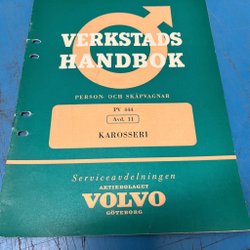 VERKSTADS
HANDBOK
PERSON- OCH SKÅPVAGNAR
PV 444
Avd. 11
KAROSSERI
Serviceavdelningen
AKTIEBOLAGET
VOLVO
GÖTEBORG